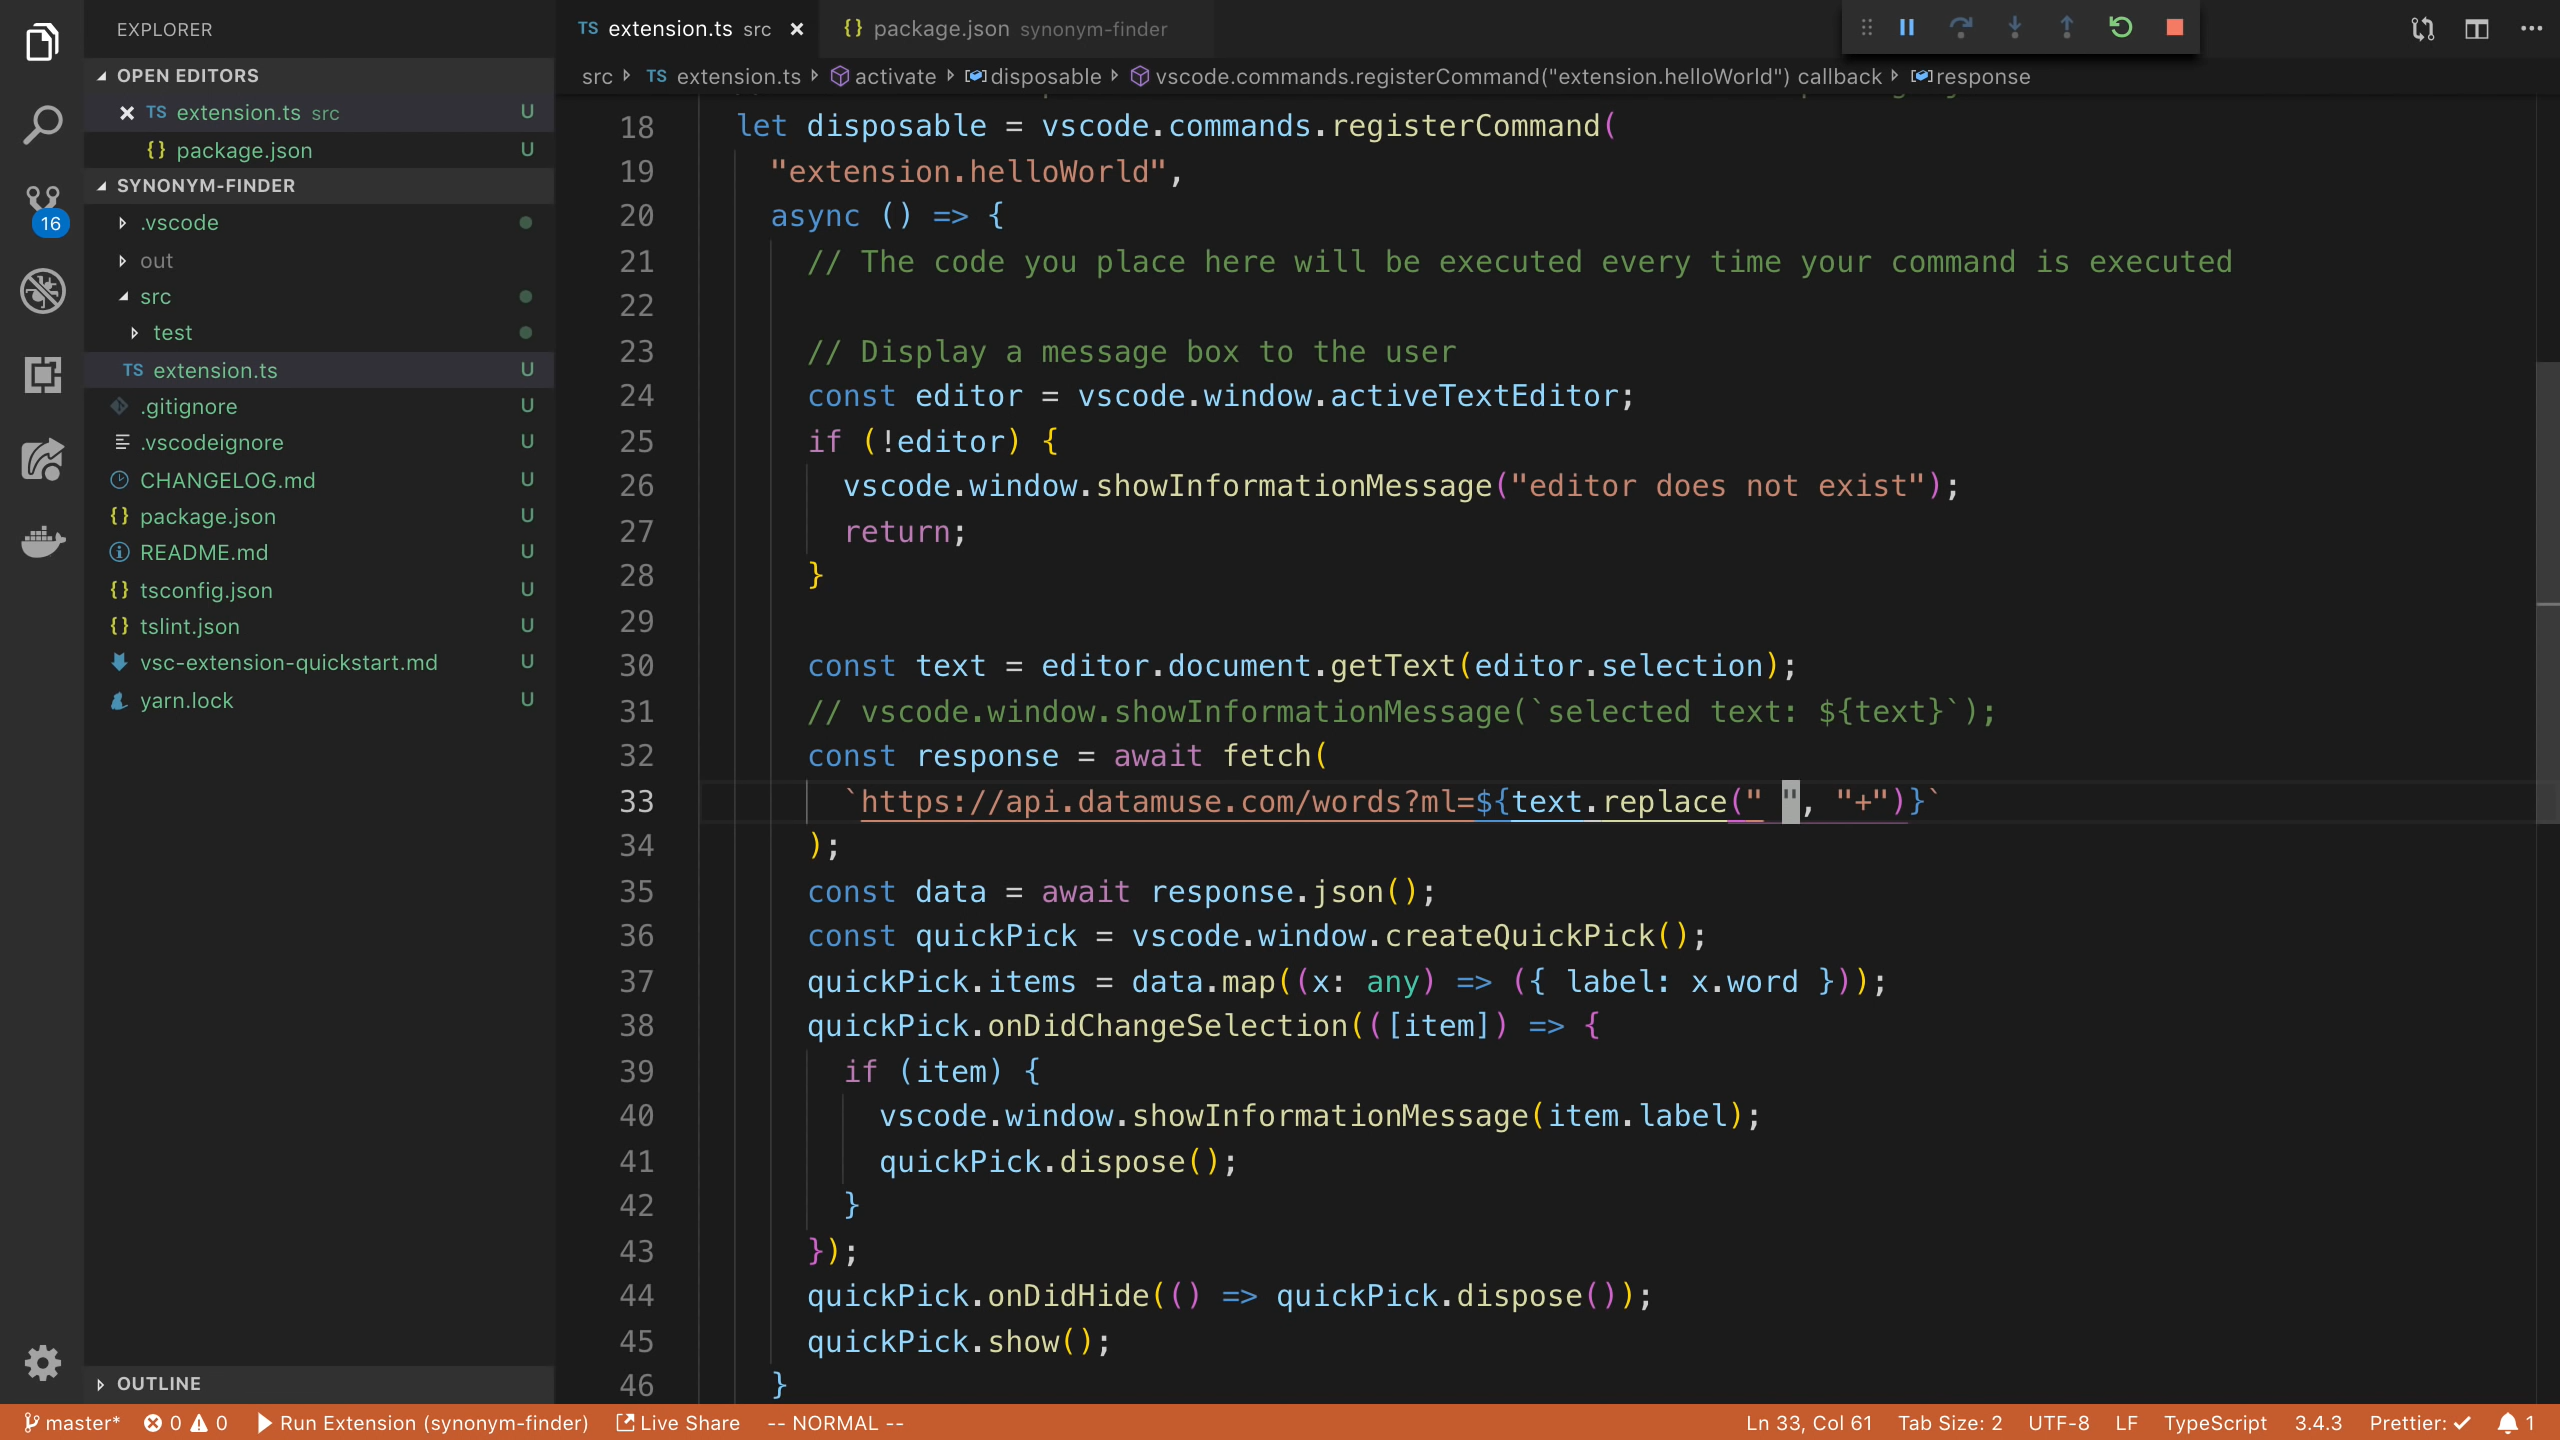 EXPLORER
OPEN EDITORS
TS extension.ts src U
{} package.json U
SYNONYM-FINDER
16
.vscode
out
src
test
TS extension.ts U
.gitignore U
.vscodeignore U
CHANGELOG.md U
{} package.json U
README.md U
{} tsconfig.json U
{} tslint.json U
vsc-extension-quickstart.md U
yarn.lock U
OUTLINE
TS extension.ts src
{} package.json synonym-finder
src TS extension.ts activate disposable vscode.commands.registerCommand("extension.helloWorld") callback response
18 let disposable = vscode.commands.registerCommand(
19 "extension.helloWorld",
20 async () => {
21 // The code you place here will be executed every time your command is executed
22
23 // Display a message box to the user
24 const editor = vscode.window.activeTextEditor;
25 if (!editor) {
26 vscode.window.showInformationMessage("editor does not exist");
27 return;
28 }
29
30 const text = editor.document.getText(editor.selection);
31 // vscode.window.showInformationMessage(`selected text: ${text}`);
32 const response = await fetch(
33 `https://api.datamuse.com/words?ml=${text.replace(" ", "+")}`
34 );
35 const data = await response.json();
36 const quickPick = vscode.window.createQuickPick();
37 quickPick.items = data.map((x: any) => ({ label: x.word }));
38 quickPick.onDidChangeSelection(([item]) => {
39 if (item) {
40 vscode.window.showInformationMessage(item.label);
41 quickPick.dispose();
42 }
43 });
44 quickPick.onDidHide(() => quickPick.dispose());
45 quickPick.show();
46 }
master* 0 0 Run Extension (synonym-finder) Live Share -- NORMAL -- Ln 33, Col 61 Tab Size: 2 UTF-8 LF TypeScript 3.4.3 Prettier: ✓ 1